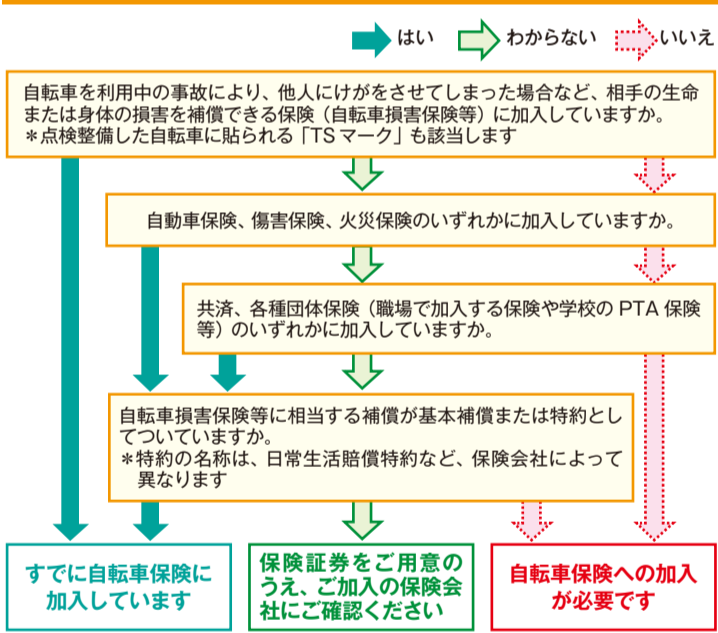 はい
わからない
いいえ
自転車を利用中の事故により、他人にけがをさせてしまった場合など、相手の生命
または身体の損害を補償できる保険（自転車損害保険等）に加入していますか。
＊点検整備した自転車に貼られる「TSマーク」も該当します
自動車保険、傷害保険、火災保険のいずれかに加入していますか。
共済、各種団体保険（職場で加入する保険や学校のPTA保険
等）のいずれかに加入していますか。
自転車損害保険等に相当する補償が基本補償または特約とし
てついていますか。
＊特約の名称は、日常生活賠償特約など、保険会社によって
異なります
すでに自転車保険に
加入しています
保険証券をご用意の
うえ、ご加入の保険会
社にご確認ください
自転車保険への加入
が必要です